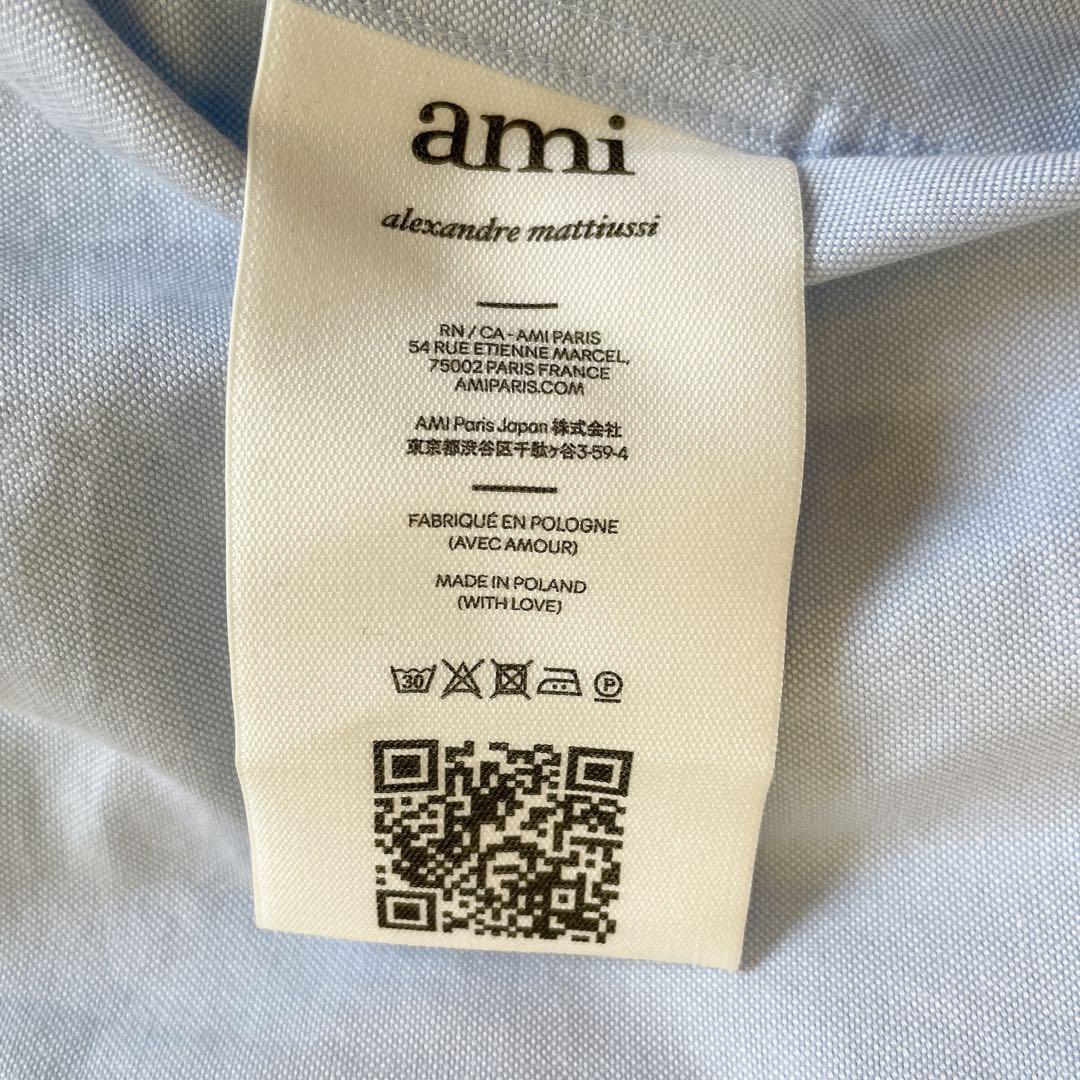 ami
alexandre mattiussi
RN / CA - AMI PARIS
54 RUE ETIENNE MARCEL,
75002 PARIS FRANCE
AMIPARIS.COM
AMI Paris Japan 株式会社
東京都渋谷区千駄ヶ谷3-59-4
FABRIQUÉ EN POLOGNE
(AVEC AMOUR)
MADE IN POLAND
(WITH LOVE)
30 P